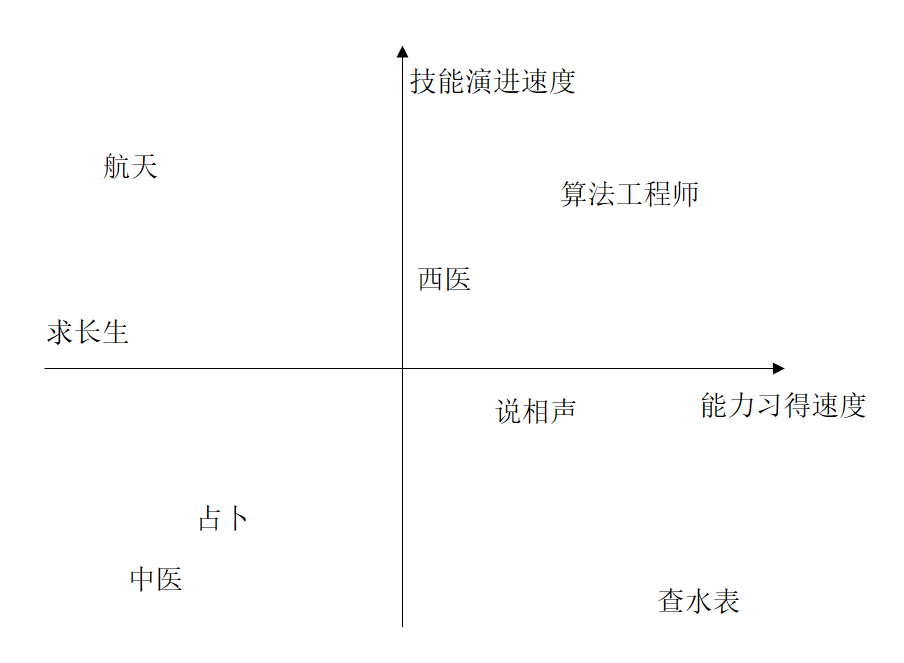 技能演进速度
航天
算法工程师
西医
求长生
能力习得速度
说相声
占卜
中医
查水表